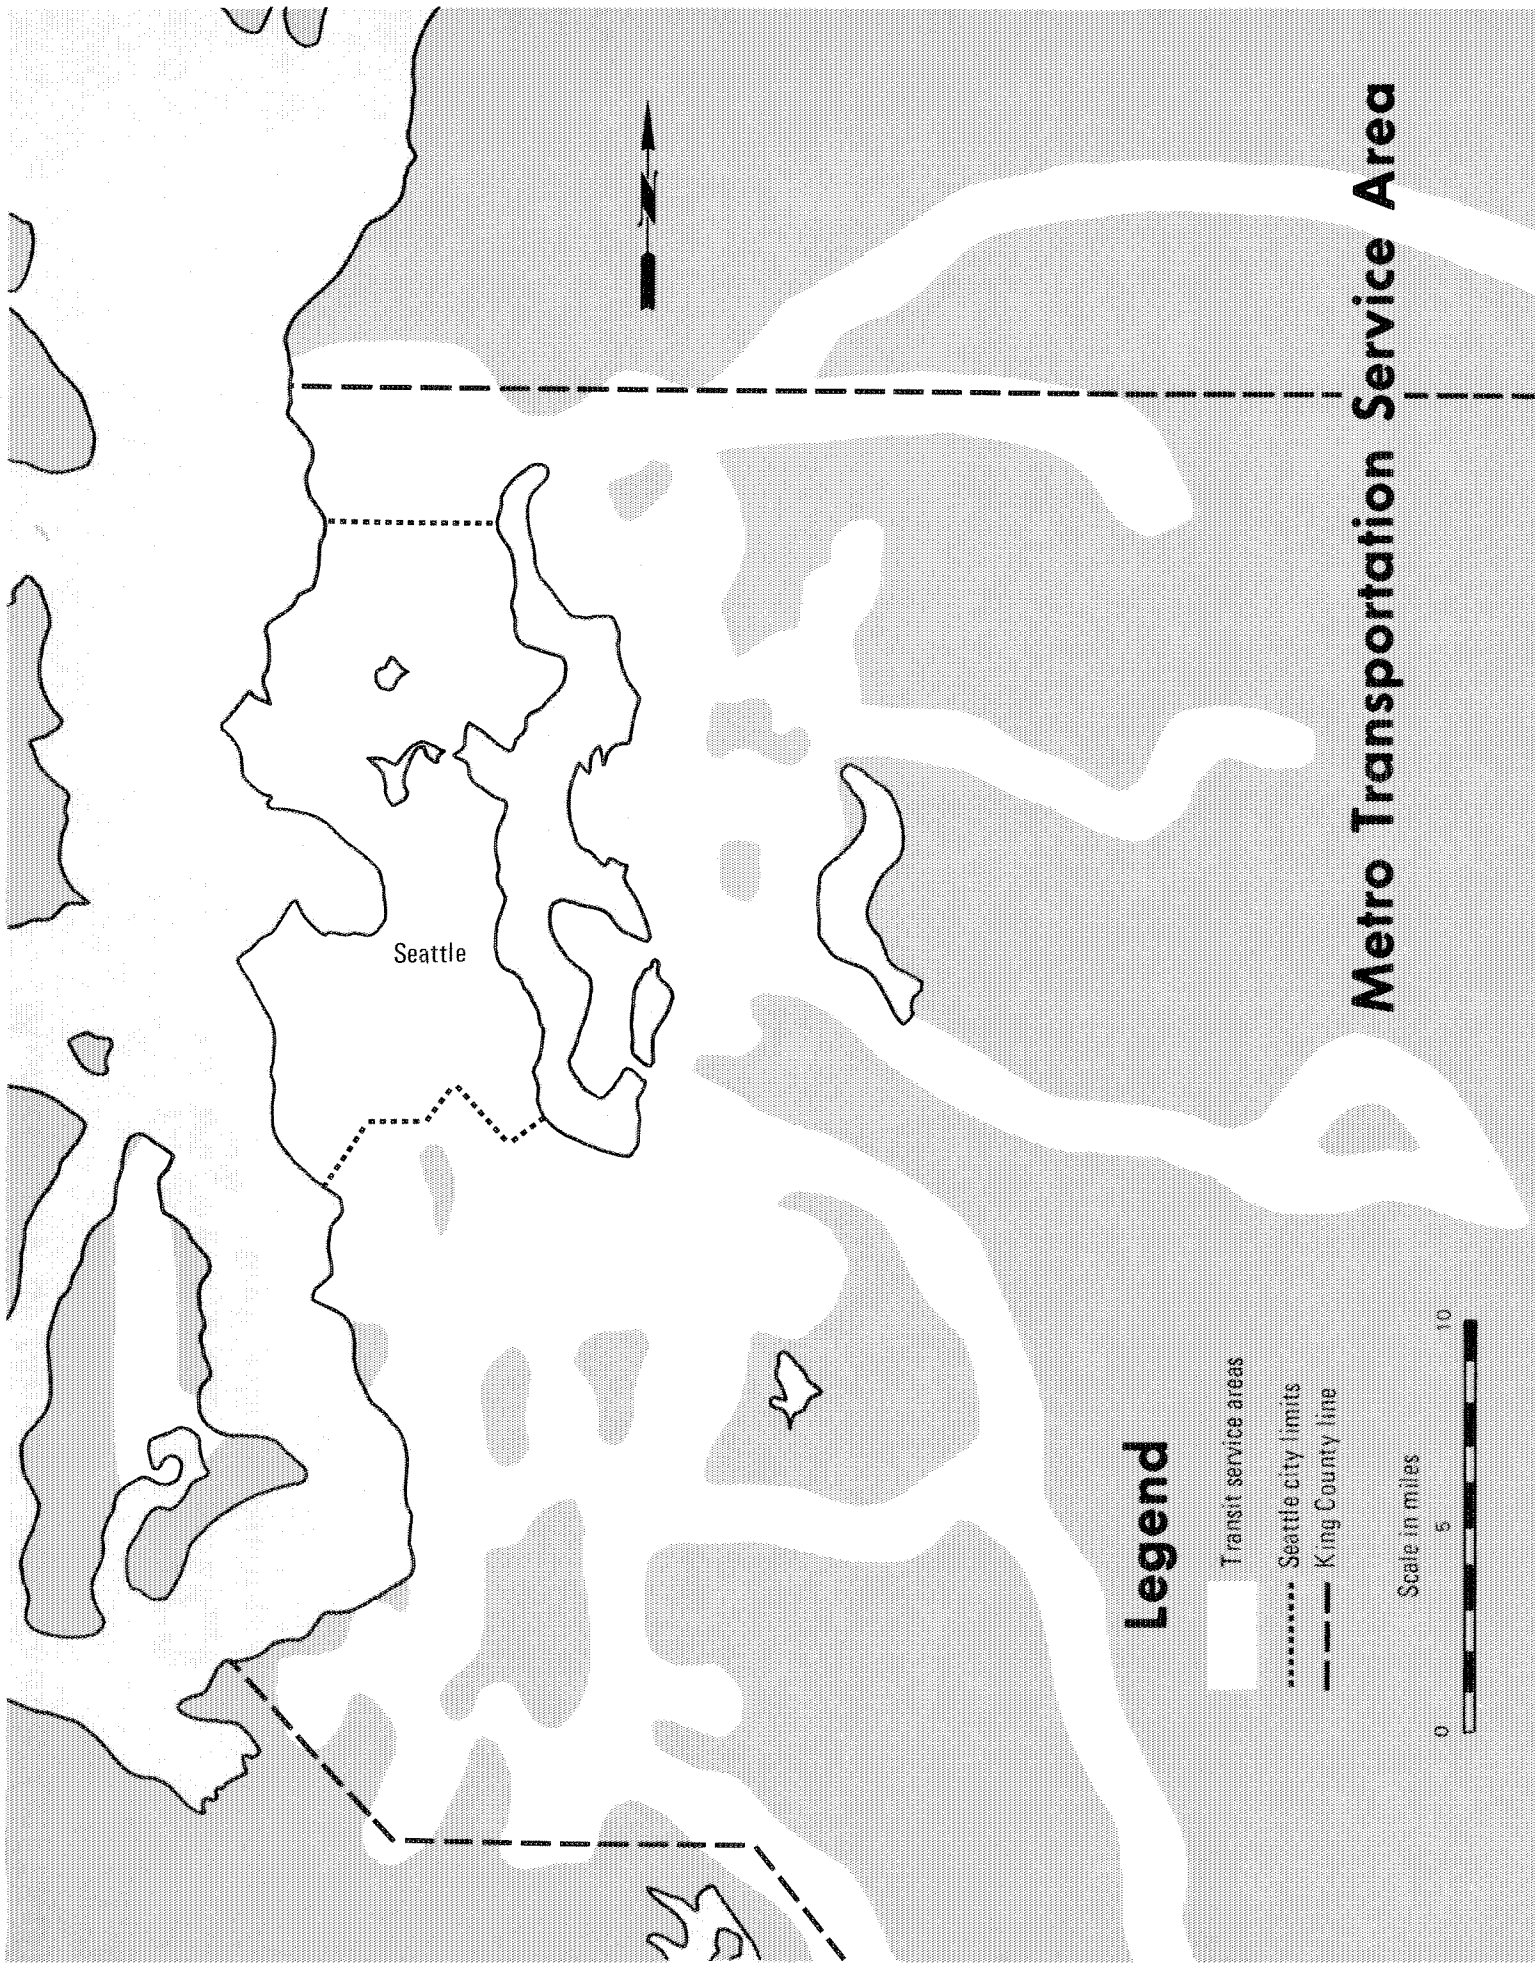 Metro Transportation Service Area
N
Seattle
Legend
Transit service areas
Seattle city limits
King County line
Scale in miles
0 5 10